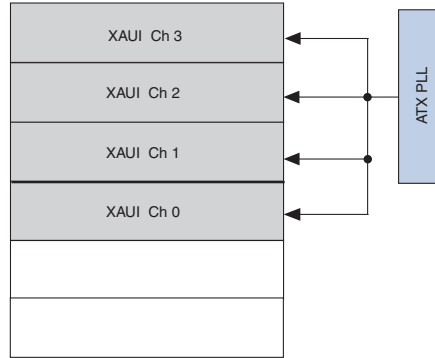 XAUI Ch 3
XAUI Ch 2
XAUI Ch 1
XAUI Ch 0
ATX PLL